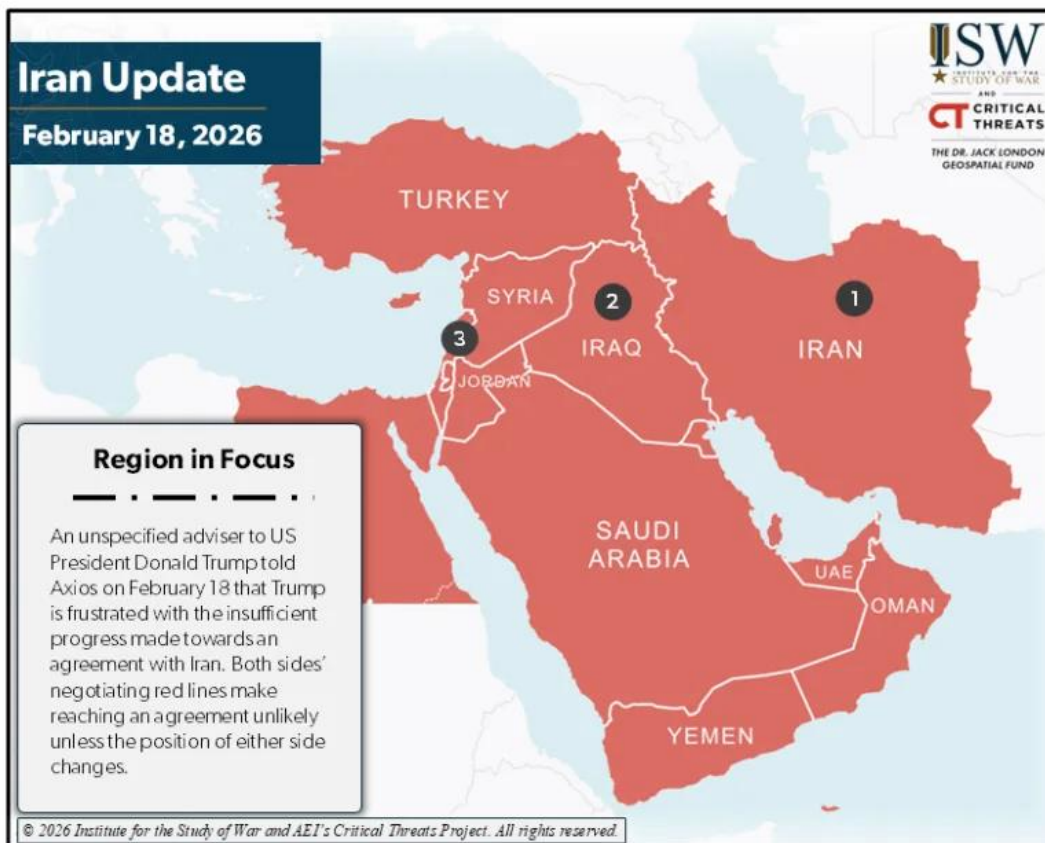 Iran Update
February 18, 2026
ISW
INSTITUTE FOR THE
STUDY OF WAR
AND
CT CRITICAL
THREATS
THE DR. JACK LONDON
GEOSPATIAL FUND
TURKEY
SYRIA
2
1
3
IRAQ
IRAN
JORDAN
Region in Focus
An unspecified adviser to US
President Donald Trump told
Axios on February 18 that Trump
is frustrated with the insufficient
progress made towards an
agreement with Iran. Both sides’
negotiating red lines make
reaching an agreement unlikely
unless the position of either side
changes.
SAUDI
ARABIA
UAE
OMAN
YEMEN
© 2026 Institute for the Study of War and AEI's Critical Threats Project. All rights reserved.